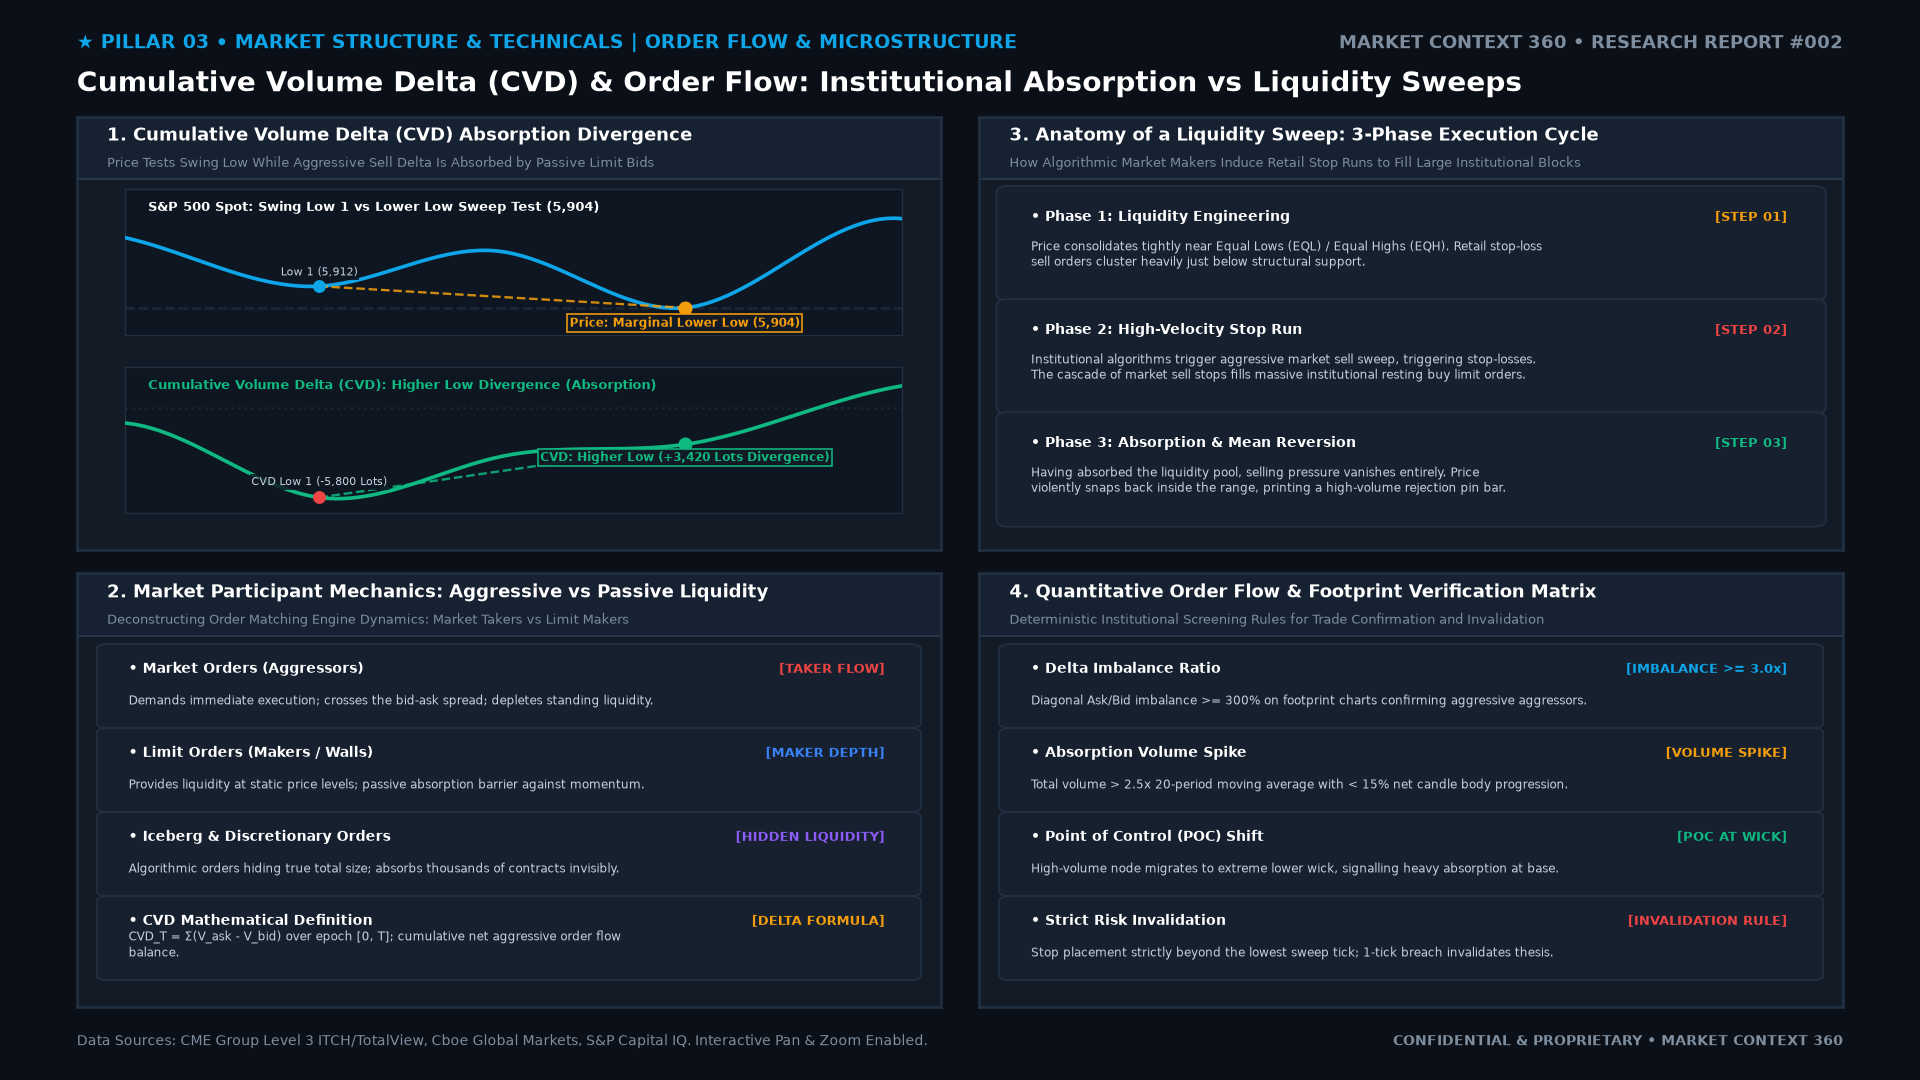 ★ PILLAR 03 • MARKET STRUCTURE & TECHNICALS | ORDER FLOW & MICROSTRUCTURE
MARKET CONTEXT 360 • RESEARCH REPORT #002
Cumulative Volume Delta (CVD) & Order Flow: Institutional Absorption vs Liquidity Sweeps
1. Cumulative Volume Delta (CVD) Absorption Divergence
Price Tests Swing Low While Aggressive Sell Delta Is Absorbed by Passive Limit Bids
S&P 500 Spot: Swing Low 1 vs Lower Low Sweep Test (5,904)
Low 1 (5,912)
Price: Marginal Lower Low (5,904)
Cumulative Volume Delta (CVD): Higher Low Divergence (Absorption)
CVD: Higher Low (+3,420 Lots Divergence)
CVD Low 1 (-5,800 Lots)
2. Market Participant Mechanics: Aggressive vs Passive Liquidity
Deconstructing Order Matching Engine Dynamics: Market Takers vs Limit Makers
• Market Orders (Aggressors)
[TAKER FLOW]
Demands immediate execution; crosses the bid-ask spread; depletes standing liquidity.
• Limit Orders (Makers / Walls)
[MAKER DEPTH]
Provides liquidity at static price levels; passive absorption barrier against momentum.
• Iceberg & Discretionary Orders
[HIDDEN LIQUIDITY]
Algorithmic orders hiding true total size; absorbs thousands of contracts invisibly.
• CVD Mathematical Definition
[DELTA FORMULA]
CVD_T = Σ(V_ask - V_bid) over epoch [0, T]; cumulative net aggressive order flow
balance.
3. Anatomy of a Liquidity Sweep: 3-Phase Execution Cycle
How Algorithmic Market Makers Induce Retail Stop Runs to Fill Large Institutional Blocks
• Phase 1: Liquidity Engineering
[STEP 01]
Price consolidates tightly near Equal Lows (EQL) / Equal Highs (EQH). Retail stop-loss
sell orders cluster heavily just below structural support.
• Phase 2: High-Velocity Stop Run
[STEP 02]
Institutional algorithms trigger aggressive market sell sweep, triggering stop-losses.
The cascade of market sell stops fills massive institutional resting buy limit orders.
• Phase 3: Absorption & Mean Reversion
[STEP 03]
Having absorbed the liquidity pool, selling pressure vanishes entirely. Price
violently snaps back inside the range, printing a high-volume rejection pin bar.
4. Quantitative Order Flow & Footprint Verification Matrix
Deterministic Institutional Screening Rules for Trade Confirmation and Invalidation
• Delta Imbalance Ratio
[IMBALANCE >= 3.0x]
Diagonal Ask/Bid imbalance >= 300% on footprint charts confirming aggressive aggressors.
• Absorption Volume Spike
[VOLUME SPIKE]
Total volume > 2.5x 20-period moving average with < 15% net candle body progression.
• Point of Control (POC) Shift
[POC AT WICK]
High-volume node migrates to extreme lower wick, signalling heavy absorption at base.
• Strict Risk Invalidation
[INVALIDATION RULE]
Stop placement strictly beyond the lowest sweep tick; 1-tick breach invalidates thesis.
Data Sources: CME Group Level 3 ITCH/TotalView, Cboe Global Markets, S&P Capital IQ. Interactive Pan & Zoom Enabled.
CONFIDENTIAL & PROPRIETARY • MARKET CONTEXT 360